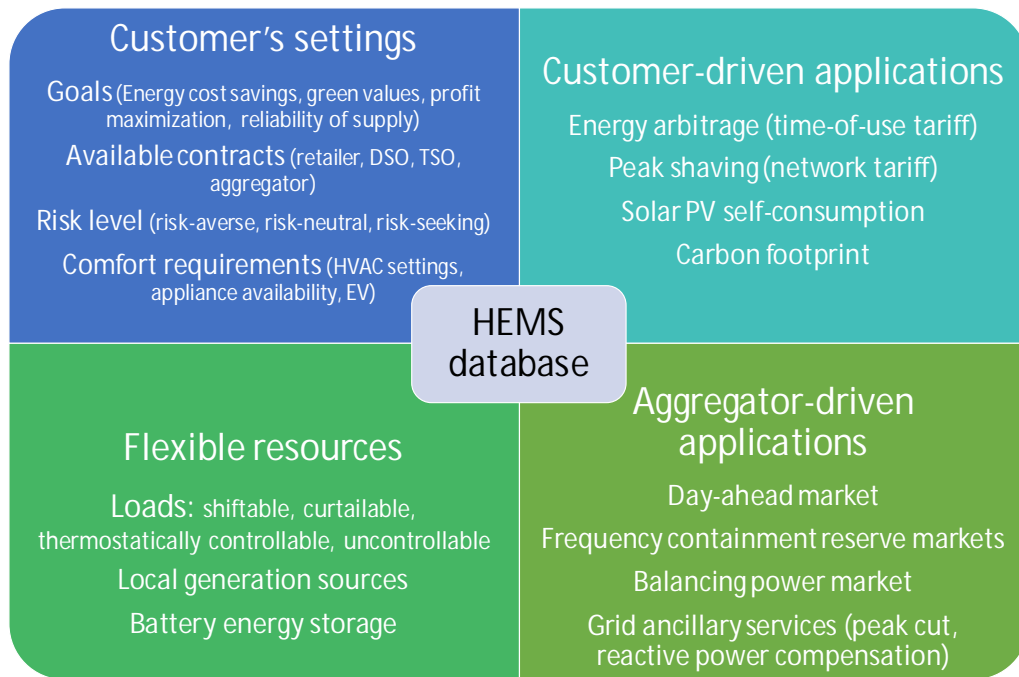 Customer's settings
Goals (Energy cost savings, green values, profit
maximization, reliability of supply)
Available contracts (retailer, DSO, TSO,
aggregator)
Risk level (risk-averse, risk-neutral, risk-seeking)
Comfort requirements (HVAC settings,
appliance availability, EV)
Customer-driven applications
Energy arbitrage (time-of-use tariff)
Peak shaving (network tariff)
Solar PV self-consumption
Carbon footprint
HEMS
database
Flexible resources
Loads: shiftable, curtailable,
thermostatically controllable, uncontrollable
Local generation sources
Battery energy storage
Aggregator-driven
applications
Day-ahead market
Frequency containment reserve markets
Balancing power market
Grid ancillary services (peak cut,
reactive power compensation)